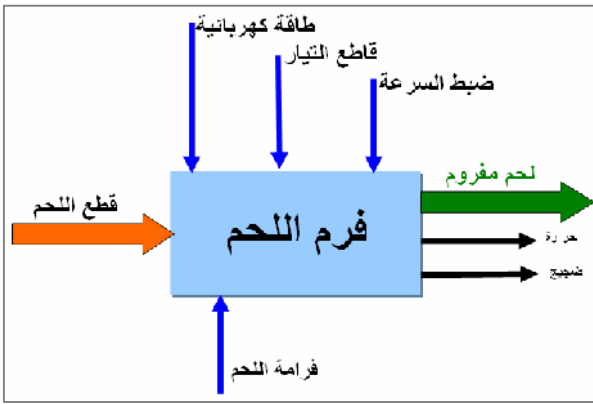 طاقة كهربائية
قاطع التيار
ضبط السرعة
لحم مفروم
قطع اللحم
فرم اللحم
حرارة
ضجيج
فرامة اللحم